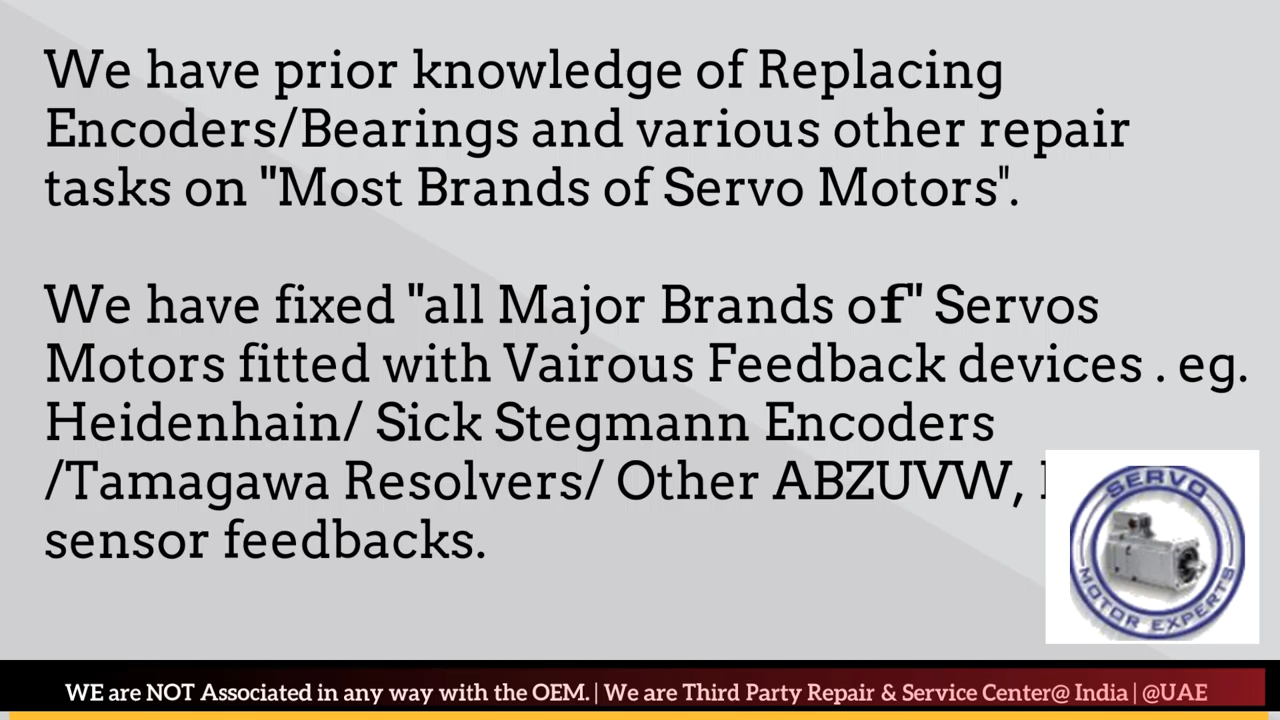 We have prior knowledge of Replacing
Encoders/Bearings and various other repair
tasks on "Most Brands of Servo Motors".
We have fixed "all Major Brands of" Servos
Motors fitted with Vairous Feedback devices . eg.
Heidenhain/ Sick Stegmann Encoders
/Tamagawa Resolvers/ Other ABZUVW,
sensor feedbacks.
SERVO
MOTOR EXPERTS
WE are NOT Associated in any way with the OEM. | We are Third Party Repair & Service Center@ India | @UAE